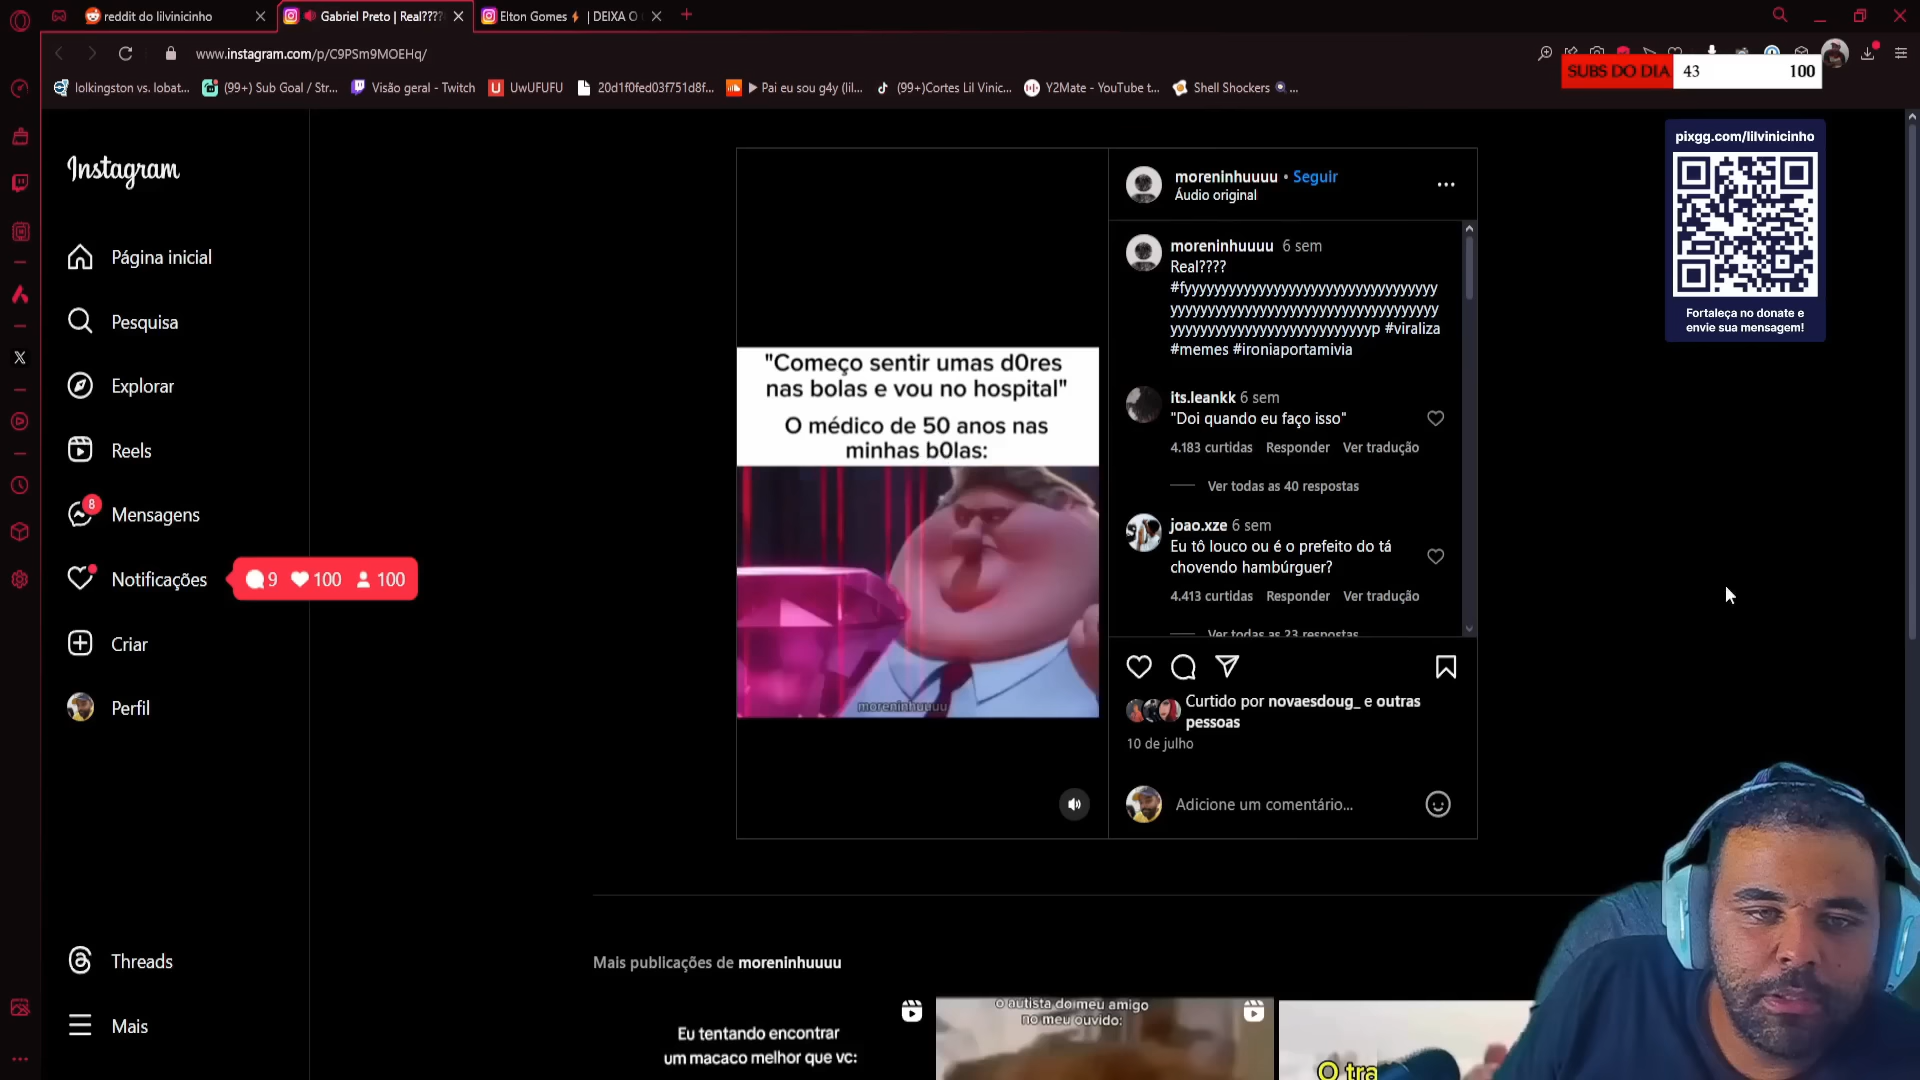 reddit do lilvinicinho
Gabriel Preto | Real????
Elton Gomes⚡ | DEIXA O
www.instagram.com/p/C9PSm9MOEHq/
lolkingston vs. lobat...
(99+) Sub Goal / Str...
Visão geral - Twitch
UwUFUFU
20d1f0fed03f751d8f...
▶ Pai eu sou g4y (lil...
(99+)Cortes Lil Vinic...
Y2Mate - YouTube t...
Shell Shockers 🔍 ...
SUBS DO DIA 43 100
pixgg.com/lilvinicinho
Fortaleça no donate e
envie sua mensagem!
Instagram
Página inicial
Pesquisa
Explorar
Reels
8
Mensagens
Notificações
9 100 100
Criar
Perfil
Threads
Mais
"Começo sentir umas d0res
nas bolas e vou no hospital"
O médico de 50 anos nas
minhas b0las:
moreninhuuuu
moreninhuuuu • Seguir
Áudio original
moreninhuuuu 6 sem
Real????
#fyyyyyyyyyyyyyyyyyyyyyyyyyyyyyyyyyy
yyyyyyyyyyyyyyyyyyyyyyyyyyyyyyyyyyyy
yyyyyyyyyyyyyyyyyyyyyyyyyyyp #viraliza
#memes #ironiaportamivia
its.leankk 6 sem
"Doi quando eu faço isso"
4.183 curtidas Responder Ver tradução
Ver todas as 40 respostas
joao.xze 6 sem
Eu tô louco ou é o prefeito do tá
chovendo hambúrguer?
4.413 curtidas Responder Ver tradução
Ver todas as 23 respostas
Curtido por novaesdoug_ e outras
pessoas
10 de julho
Adicione um comentário...
Mais publicações de moreninhuuuu
Eu tentando encontrar
um macaco melhor que vc:
o autista do meu amigo
no meu ouvido:
O tra